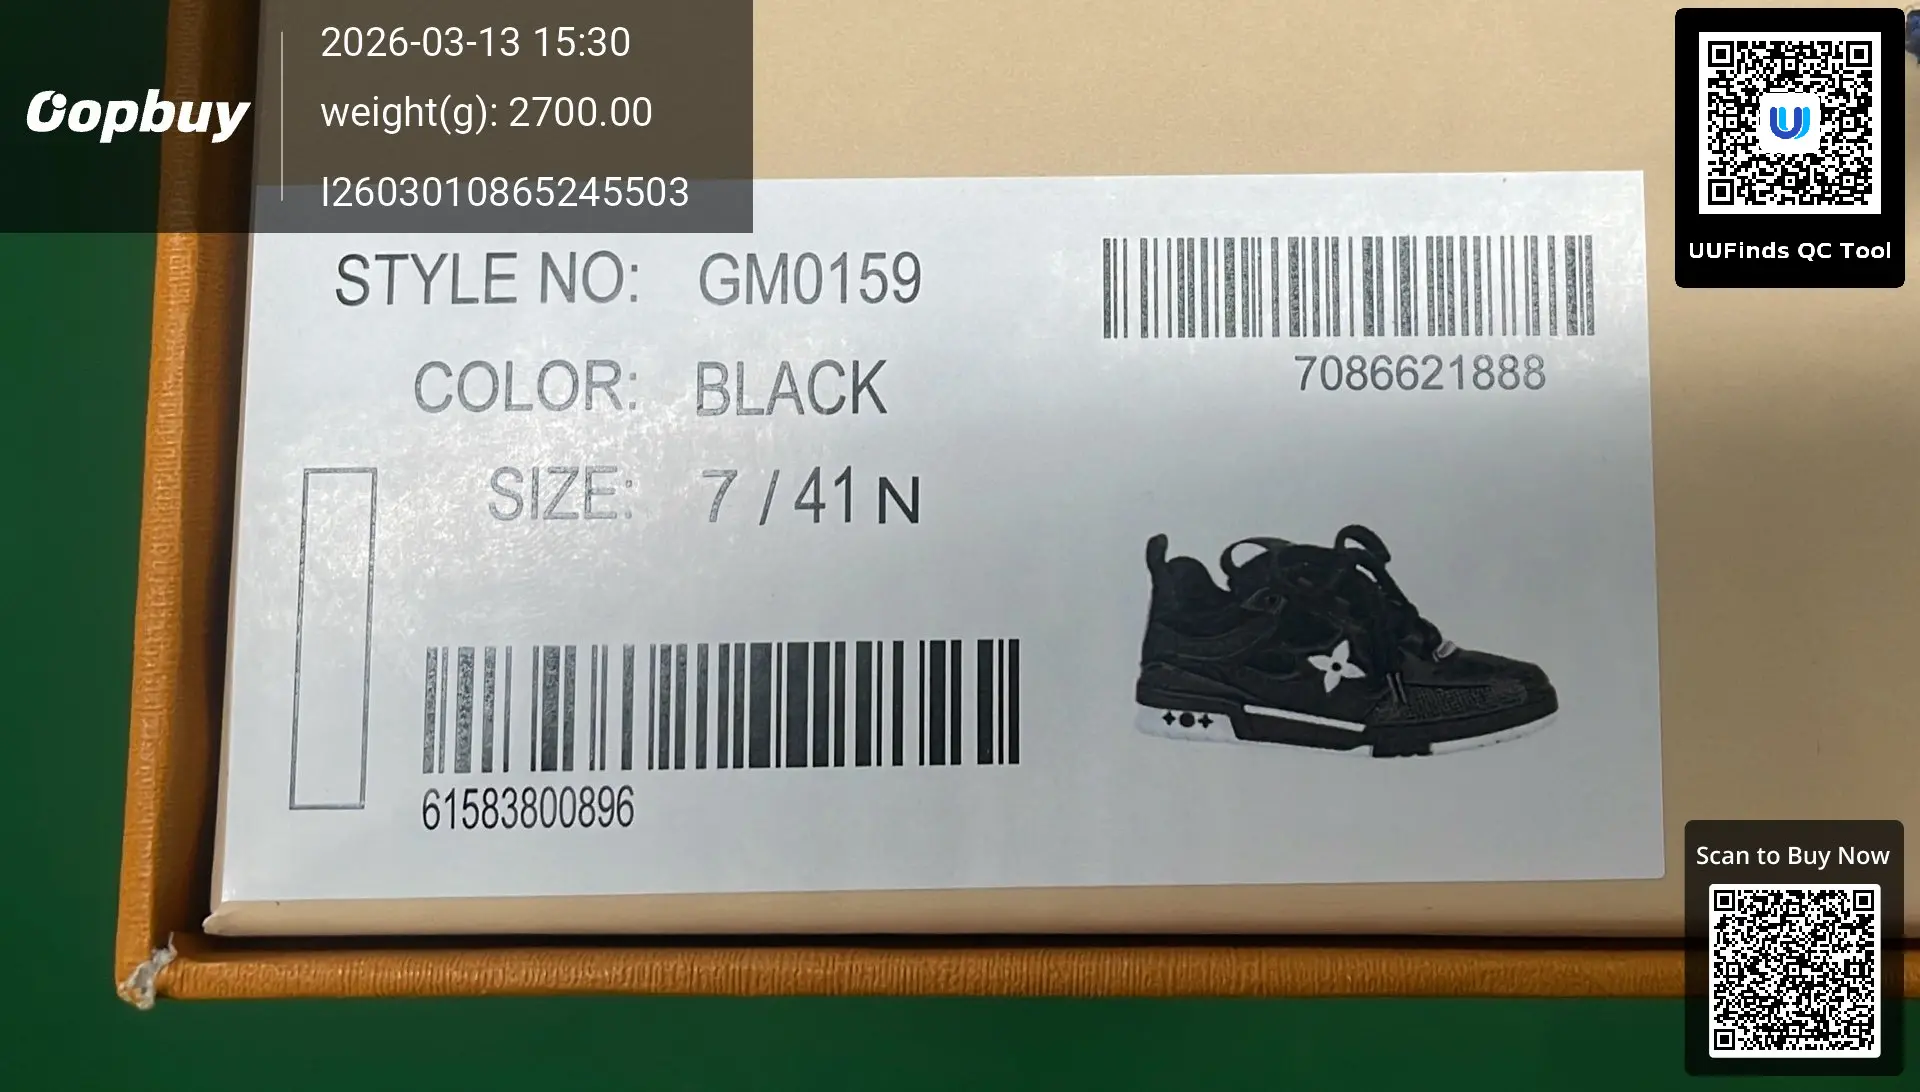 Oopbuy
2026-03-13 15:30
weight(g): 2700.00
I2603010865245503
UUFinds QC Tool
STYLE NO: GM0159
7086621888
COLOR: BLACK
SIZE: 7 / 41 N
61583800896
Scan to Buy Now